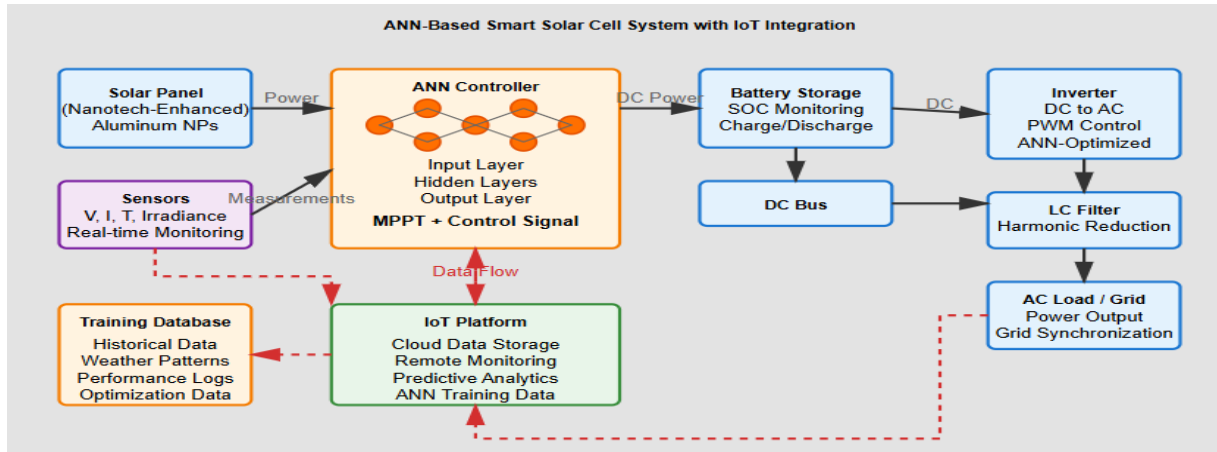 ANN-Based Smart Solar Cell System with IoT Integration
Solar Panel
(Nanotech-Enhanced)
Aluminum NPs
Power
ANN Controller
Input Layer
Hidden Layers
Output Layer
MPPT + Control Signal
DC Power
Battery Storage
SOC Monitoring
Charge/Discharge
DC
Inverter
DC to AC
PWM Control
ANN-Optimized
Sensors
V, I, T, Irradiance
Real-time Monitoring
Measurements
DC Bus
LC Filter
Harmonic Reduction
Data Flow
AC Load / Grid
Power Output
Grid Synchronization
Training Database
Historical Data
Weather Patterns
Performance Logs
Optimization Data
IoT Platform
Cloud Data Storage
Remote Monitoring
Predictive Analytics
ANN Training Data